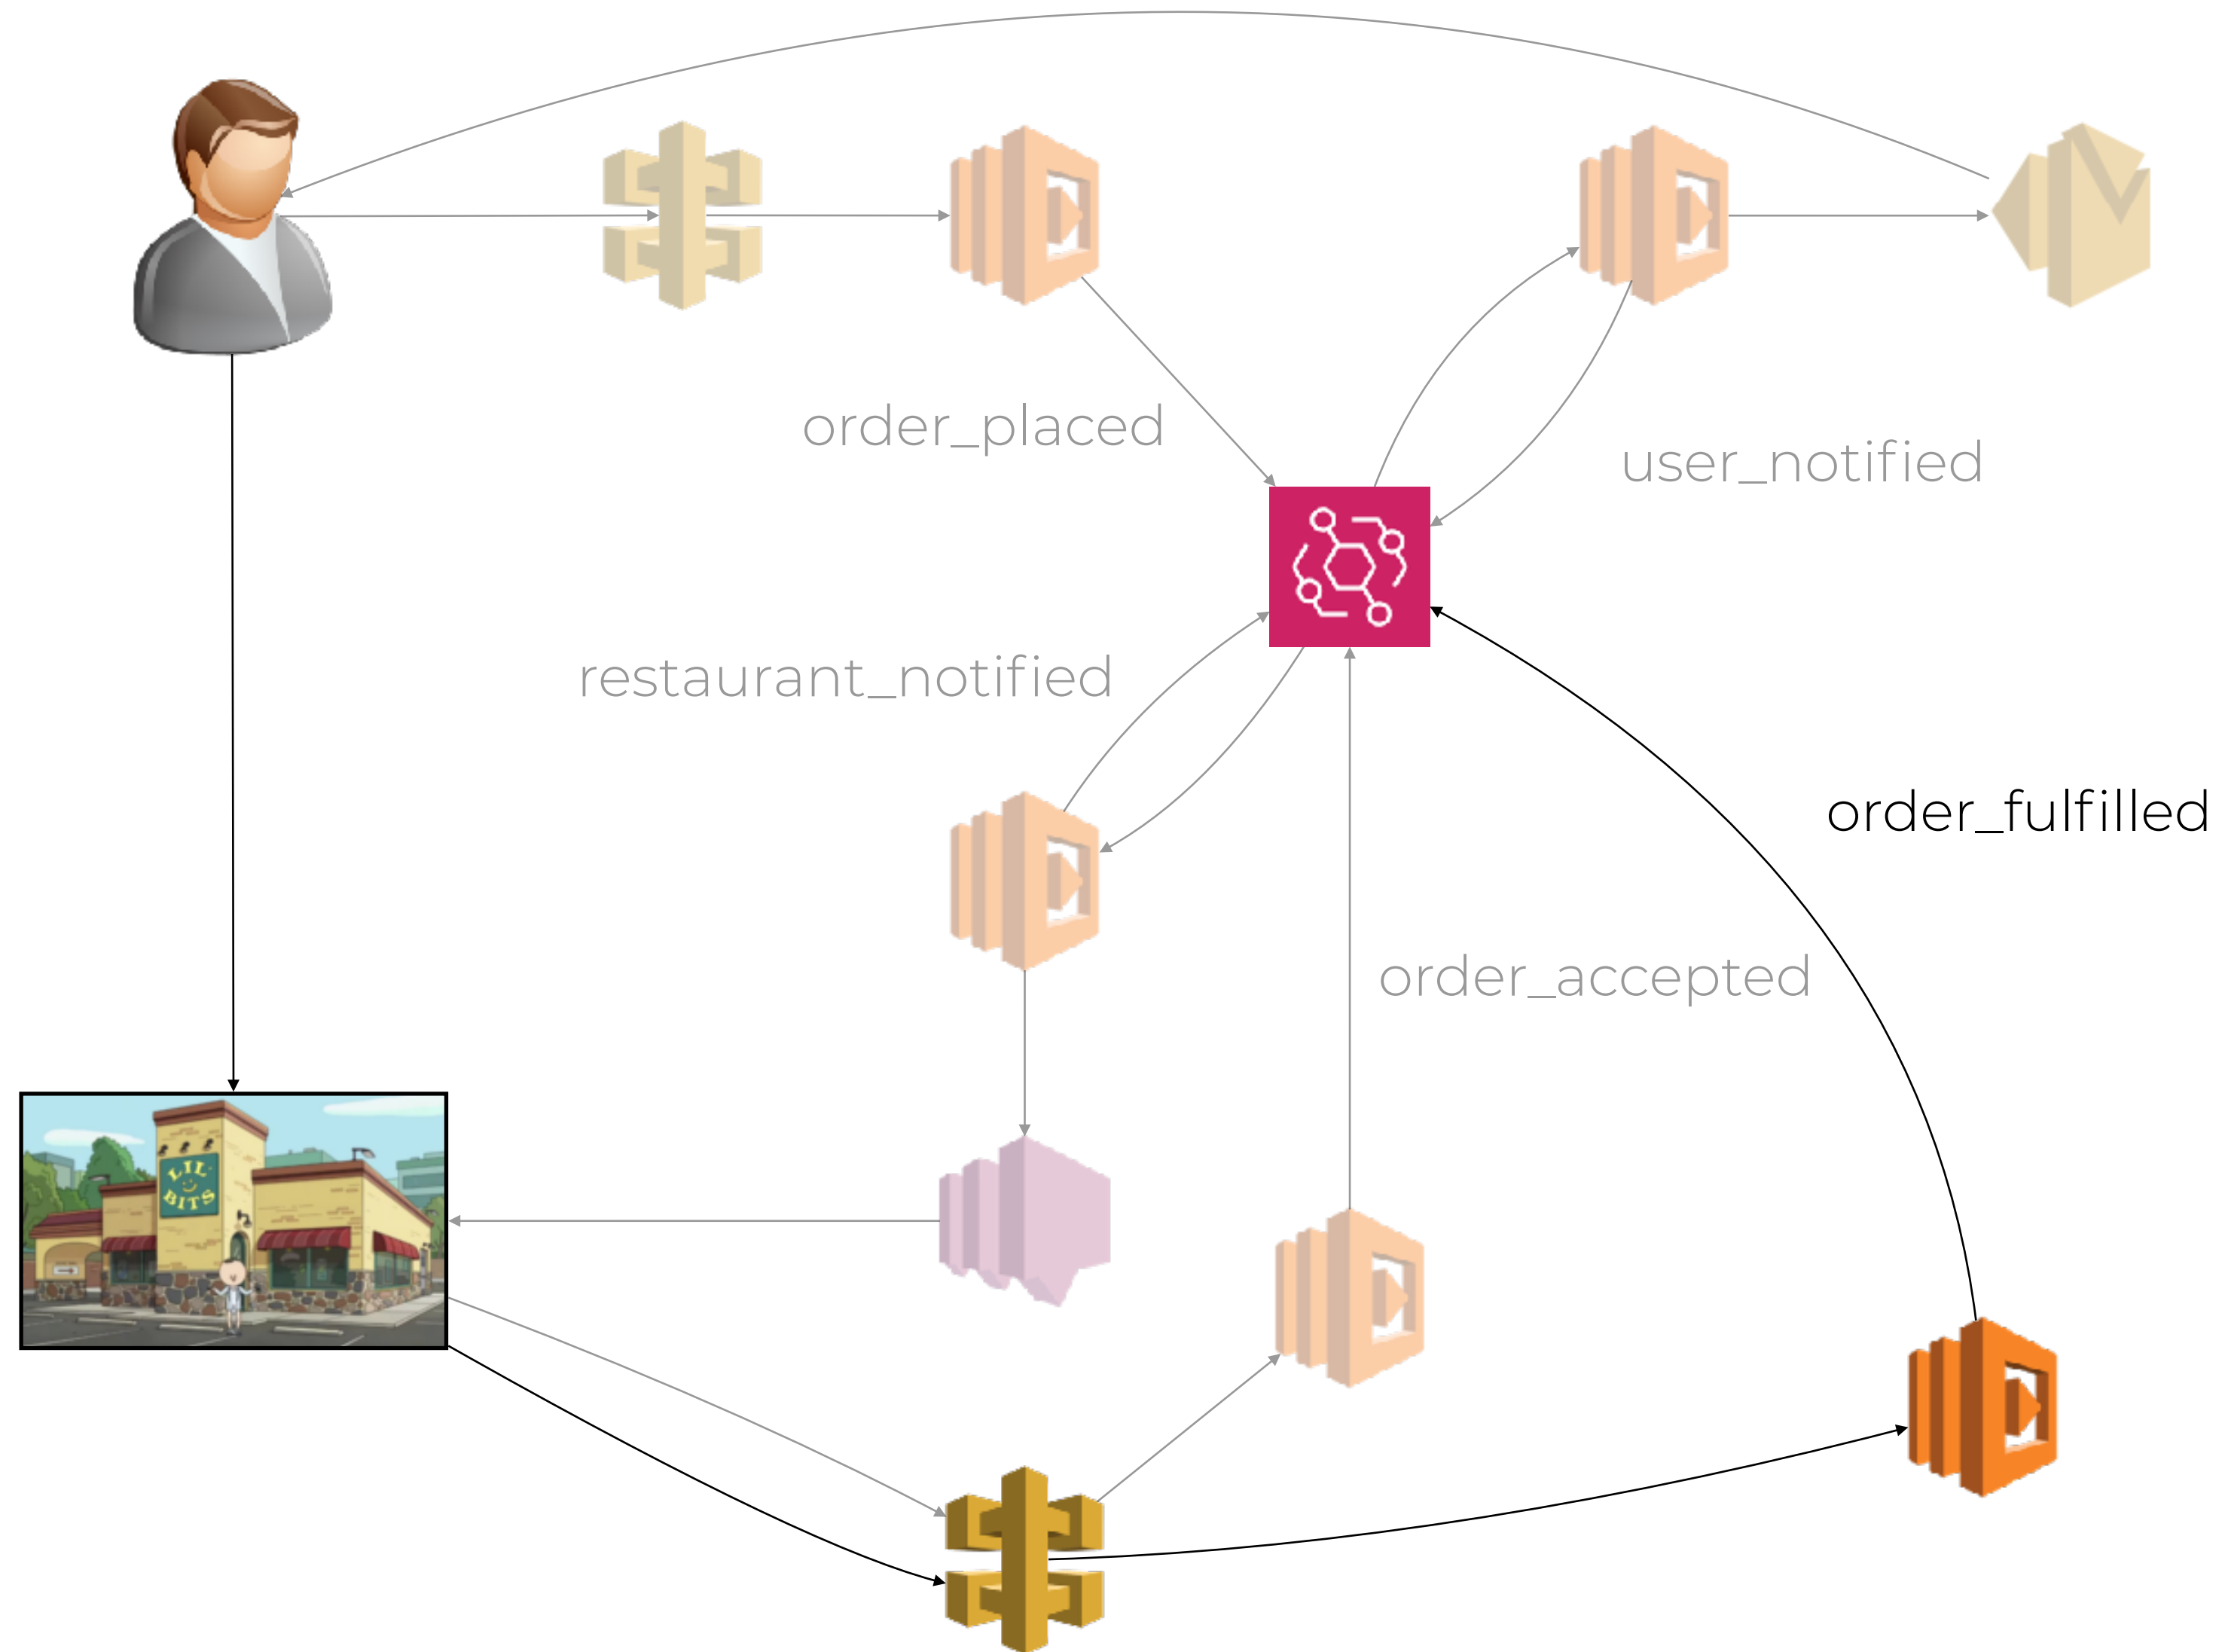 order_placed
user_notified
restaurant_notified
order_fulfilled
order_accepted
LIL'
BITS